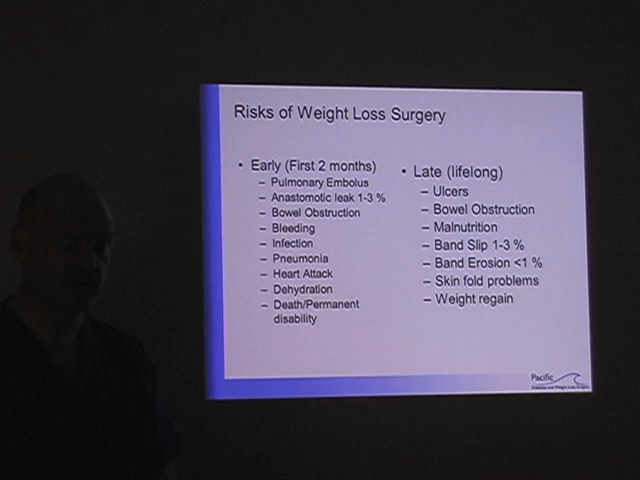 Risks of Weight Loss Surgery
• Early (First 2 months)
– Pulmonary Embolus
– Anastomotic leak 1-3 %
– Bowel Obstruction
– Bleeding
– Infection
– Pneumonia
– Heart Attack
– Dehydration
– Death/Permanent
disability
• Late (lifelong)
– Ulcers
– Bowel Obstruction
– Malnutrition
– Band Slip 1-3 %
– Band Erosion <1 %
– Skin fold problems
– Weight regain
Pacific